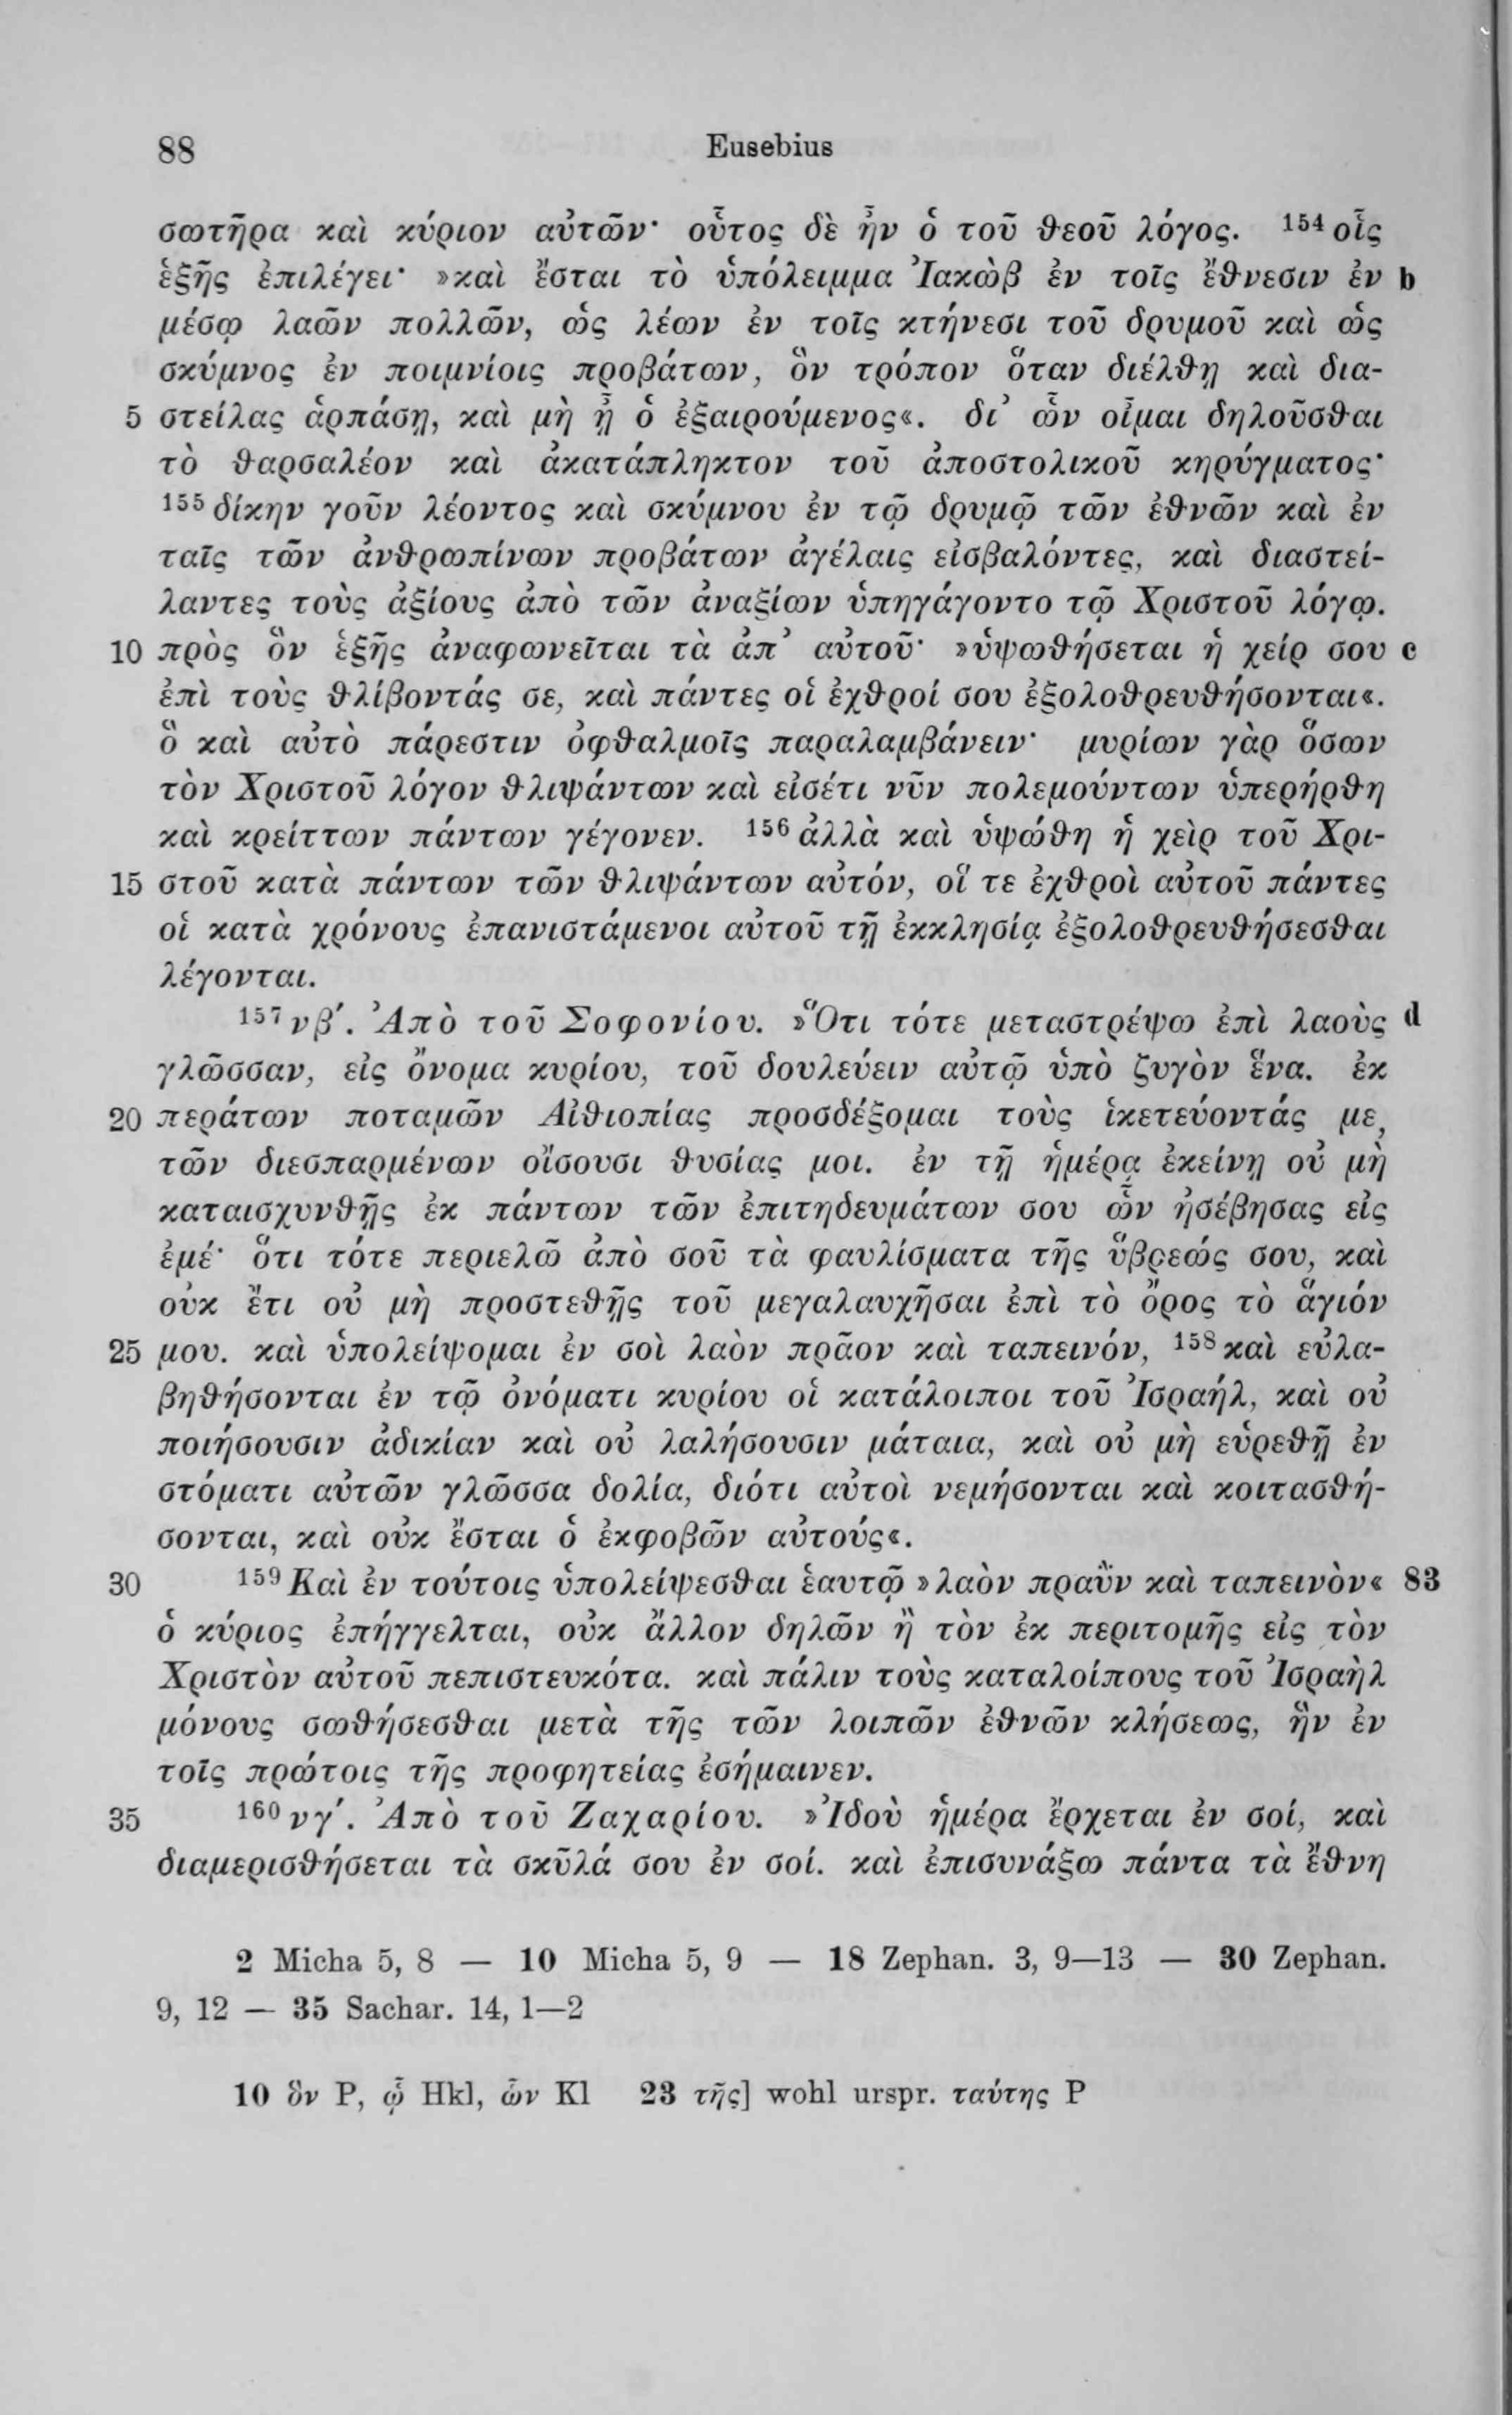 88 Eusebius
σωτῆρα καὶ κύριον αὐτῶν· οὗτος δὲ ἦν ὁ τοῦ θεοῦ λόγος. 154 οἷς
ἑξῆς ἐπιλέγει· »καὶ ἔσται τὸ ὑπόλειμμα Ἰακὼβ ἐν τοῖς ἔθνεσιν ἐν b
μέσῳ λαῶν πολλῶν, ὡς λέων ἐν τοῖς κτήνεσι τοῦ δρυμοῦ καὶ ὡς
σκύμνος ἐν ποιμνίοις προβάτων, ὃν τρόπον ὅταν διέλθῃ καὶ δια-
5 στείλας ἁρπάσῃ, καὶ μὴ ᾖ ὁ ἐξαιρούμενος«. δι’ ὧν οἶμαι δηλοῦσθαι
τὸ θαρσαλέον καὶ ἀκατάπληκτον τοῦ ἀποστολικοῦ κηρύγματος·
155 δίκην γοῦν λέοντος καὶ σκύμνου ἐν τῷ δρυμῷ τῶν ἐθνῶν καὶ ἐν
ταῖς τῶν ἀνθρωπίνων προβάτων ἀγέλαις εἰσβαλόντες, καὶ διαστεί-
λαντες τοὺς ἀξίους ἀπὸ τῶν ἀναξίων ὑπηγάγοντο τῷ Χριστοῦ λόγῳ.
10 πρὸς ὃν ἑξῆς ἀναφωνεῖται τὰ ἀπ’ αὐτοῦ· »ὑψωθήσεται ἡ χείρ σου c
ἐπὶ τοὺς θλίβοντάς σε, καὶ πάντες οἱ ἐχθροί σου ἐξολοθρευθήσονται«.
ὃ καὶ αὐτὸ πάρεστιν ὀφθαλμοῖς παραλαμβάνειν· μυρίων γὰρ ὅσων
τὸν Χριστοῦ λόγον θλιψάντων καὶ εἰσέτι νῦν πολεμούντων ὑπερήρθη
καὶ κρείττων πάντων γέγονεν. 156 ἀλλὰ καὶ ὑψώθη ἡ χεὶρ τοῦ Χρι-
15 στοῦ κατὰ πάντων τῶν θλιψάντων αὐτόν, οἵ τε ἐχθροὶ αὐτοῦ πάντες
οἱ κατὰ χρόνους ἐπανιστάμενοι αὐτοῦ τῇ ἐκκλησίᾳ ἐξολοθρευθήσεσθαι
λέγονται.
157 νβ΄. Ἀπὸ τοῦ Σοφονίου. »Ὅτι τότε μεταστρέψω ἐπὶ λαοὺς d
γλῶσσαν, εἰς ὄνομα κυρίου, τοῦ δουλεύειν αὐτῷ ὑπὸ ζυγὸν ἕνα. ἐκ
20 περάτων ποταμῶν Αἰθιοπίας προσδέξομαι τοὺς ἱκετεύοντάς με,
τῶν διεσπαρμένων οἴσουσι θυσίας μοι. ἐν τῇ ἡμέρᾳ ἐκείνῃ οὐ μὴ
καταισχυνθῇς ἐκ πάντων τῶν ἐπιτηδευμάτων σου ὧν ἠσέβησας εἰς
ἐμέ· ὅτι τότε περιελῶ ἀπὸ σοῦ τὰ φαυλίσματα τῆς ὕβρεώς σου, καὶ
οὐκ ἔτι οὐ μὴ προστεθῇς τοῦ μεγαλαυχῆσαι ἐπὶ τὸ ὄρος τὸ ἅγιόν
25 μου. καὶ ὑπολείψομαι ἐν σοὶ λαὸν πρᾶον καὶ ταπεινόν, 158 καὶ εὐλα-
βηθήσονται ἐν τῷ ὀνόματι κυρίου οἱ κατάλοιποι τοῦ Ἰσραήλ, καὶ οὐ
ποιήσουσιν ἀδικίαν καὶ οὐ λαλήσουσιν μάταια, καὶ οὐ μὴ εὑρεθῇ ἐν
στόματι αὐτῶν γλῶσσα δολία, διότι αὐτοὶ νεμήσονται καὶ κοιτασθή-
σονται, καὶ οὐκ ἔσται ὁ ἐκφοβῶν αὐτούς«.
30 159 Καὶ ἐν τούτοις ὑπολείψεσθαι ἑαυτῷ »λαὸν πραῢν καὶ ταπεινὸν« 83
ὁ κύριος ἐπήγγελται, οὐκ ἄλλον δηλῶν ἢ τὸν ἐκ περιτομῆς εἰς τὸν
Χριστὸν αὐτοῦ πεπιστευκότα. καὶ πάλιν τοὺς καταλοίπους τοῦ Ἰσραὴλ
μόνους σωθήσεσθαι μετὰ τῆς τῶν λοιπῶν ἐθνῶν κλήσεως, ἣν ἐν
τοῖς πρώτοις τῆς προφητείας ἐσήμαινεν.
35 160 νγ΄. Ἀπὸ τοῦ Ζαχαρίου. »Ἰδοὺ ἡμέρα ἔρχεται ἐν σοί, καὶ
διαμερισθήσεται τὰ σκῦλά σου ἐν σοί. καὶ ἐπισυνάξω πάντα τὰ ἔθνη
2 Micha 5, 8 — 10 Micha 5, 9 — 18 Zephan. 3, 9—13 — 30 Zephan.
9, 12 — 35 Sachar. 14, 1—2
10 ὃν P, ᾧ Hkl, ὧν Kl 23 τῆς] wohl urspr. ταύτης P